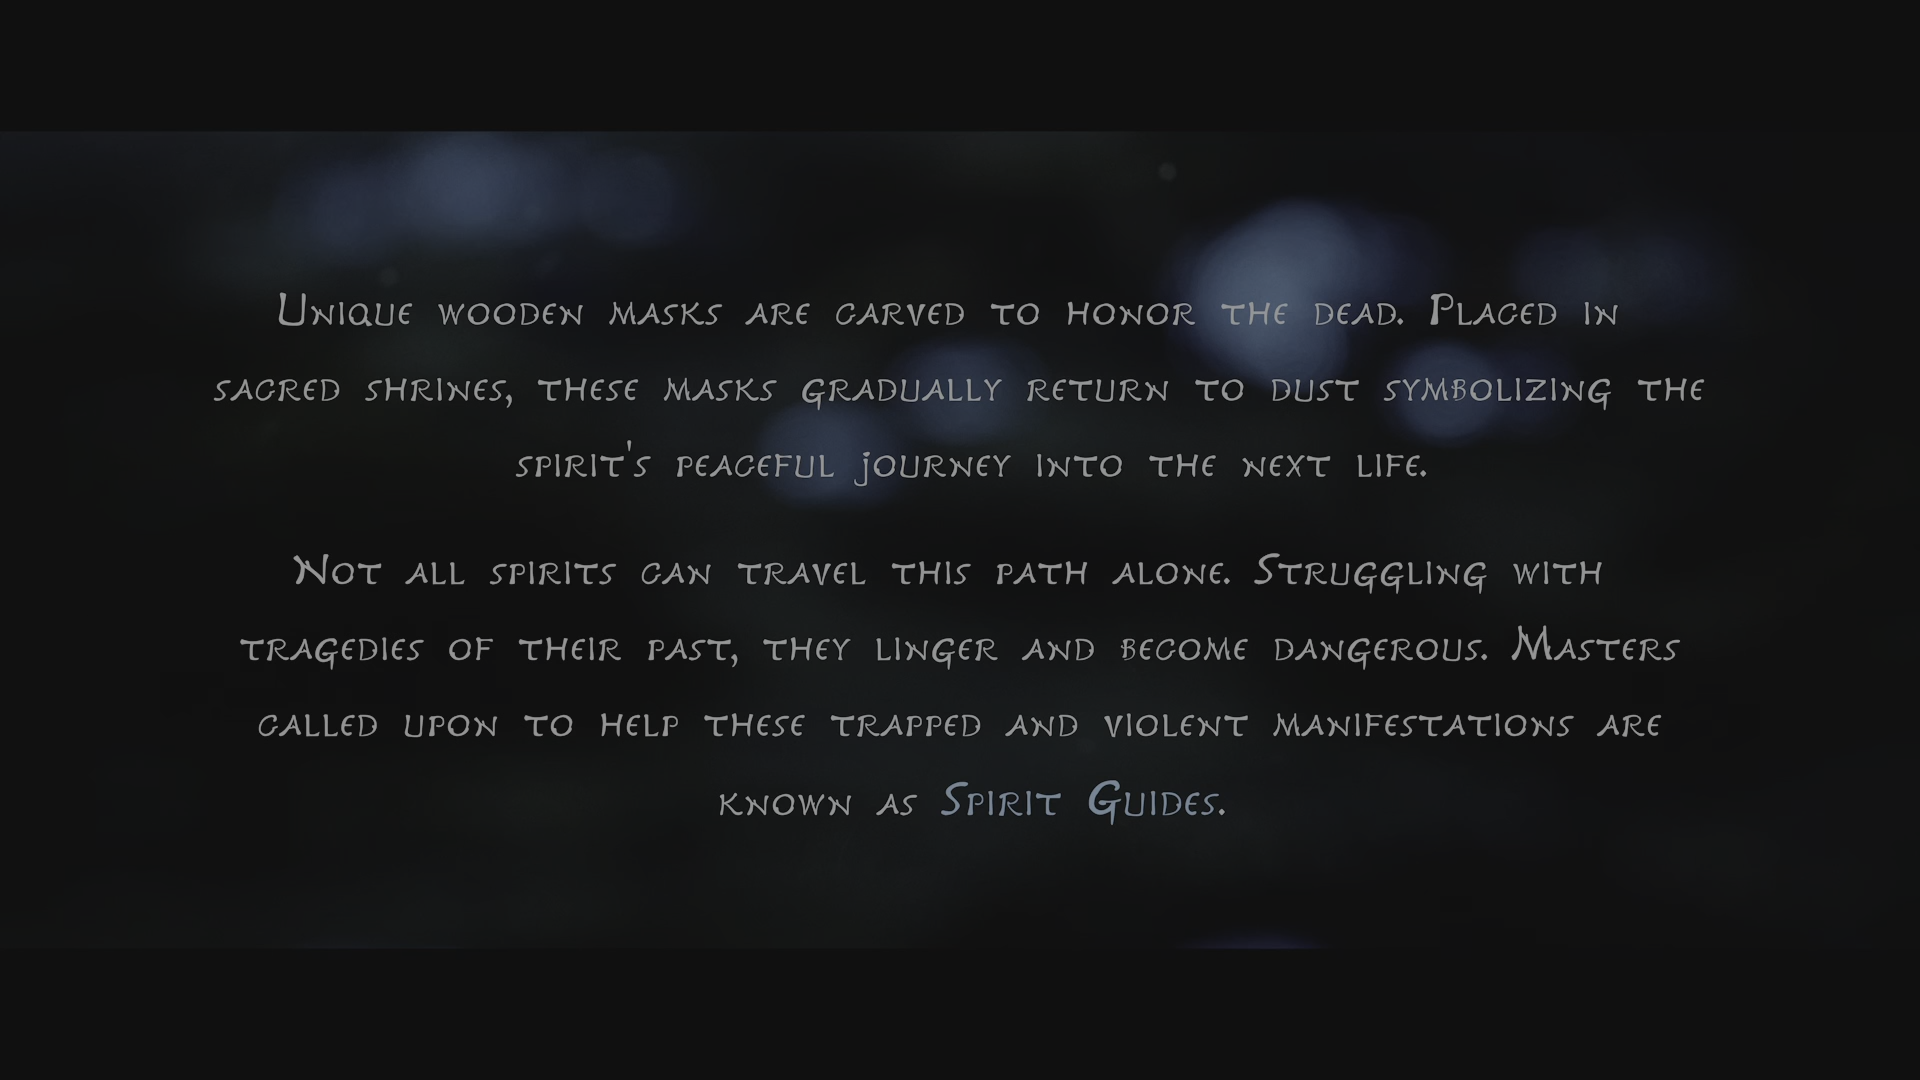 Unique wooden masks are carved to honor the dead. Placed in
sacred shrines, these masks gradually return to dust symbolizing the
spirit's peaceful journey into the next life.
Not all spirits can travel this path alone. Struggling with
tragedies of their past, they linger and become dangerous. Masters
called upon to help these trapped and violent manifestations are
known as Spirit Guides.